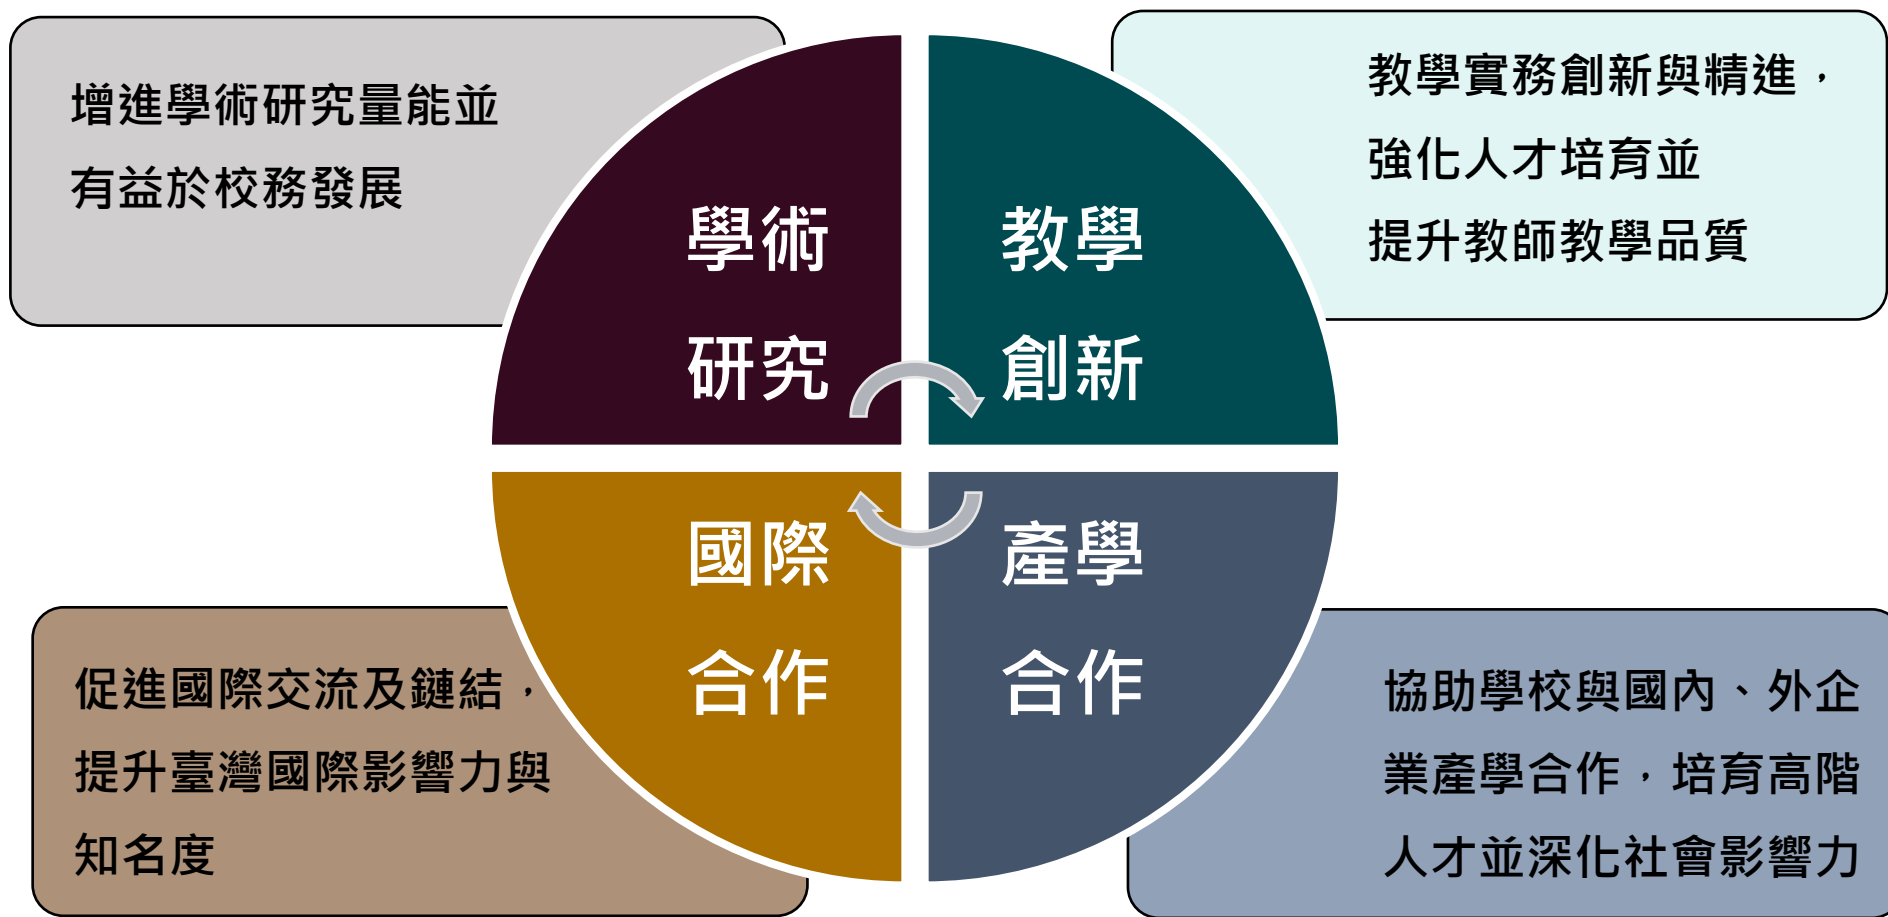 增進學術研究量能並
有益於校務發展
教學實務創新與精進，
強化人才培育並
提升教師教學品質
學術
研究
教學
創新
國際
合作
產學
合作
促進國際交流及鏈結，
提升臺灣國際影響力與
知名度
協助學校與國內、外企
業產學合作，培育高階
人才並深化社會影響力